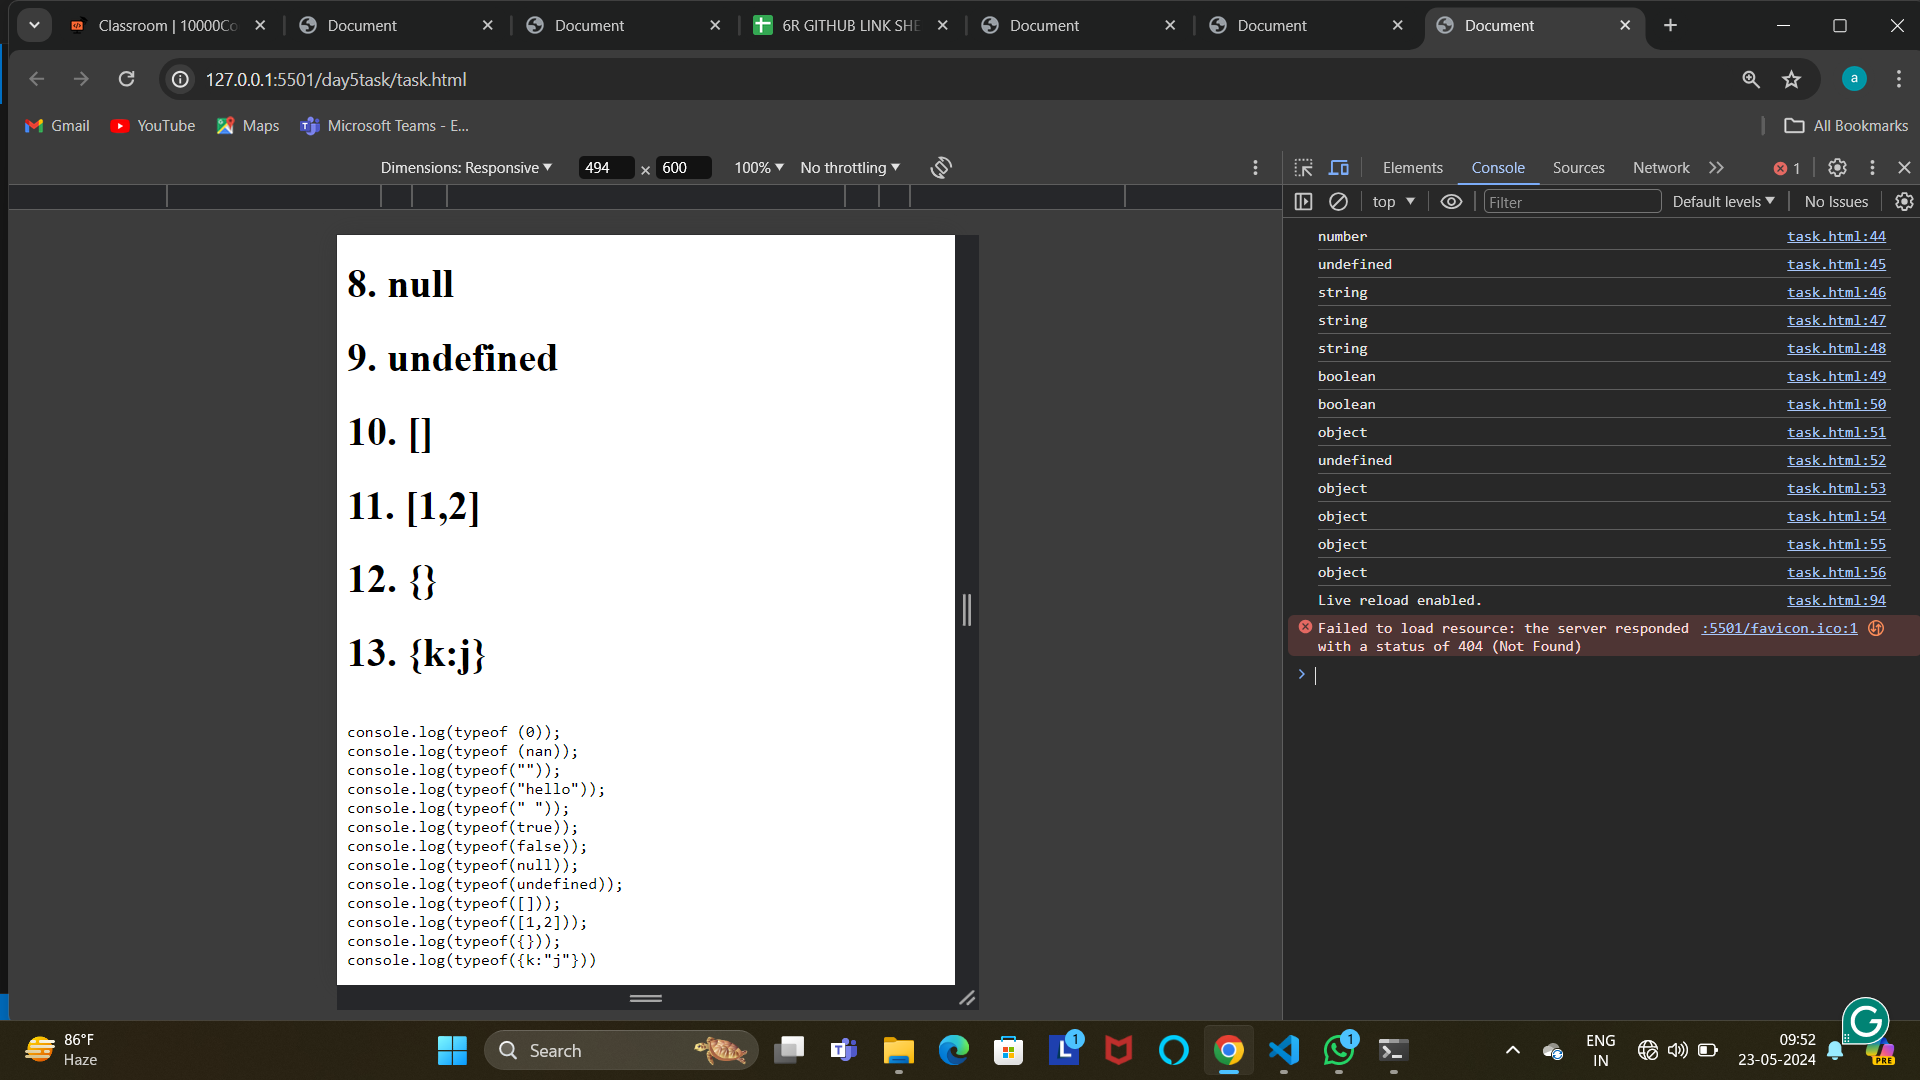 Classroom | 10000Co
Document
Document
6R GITHUB LINK SHE
Document
Document
Document
127.0.0.1:5501/day5task/task.html
a
Gmail
YouTube
Maps
Microsoft Teams - E...
All Bookmarks
Dimensions: Responsive
494
x
600
100%
No throttling
Elements
Console
Sources
Network
1
top
Filter
Default levels
No Issues
8. null
9. undefined
10. []
11. [1,2]
12. {}
13. {k:j}
console.log(typeof (0));
console.log(typeof (nan));
console.log(typeof(""));
console.log(typeof("hello"));
console.log(typeof(" "));
console.log(typeof(true));
console.log(typeof(false));
console.log(typeof(null));
console.log(typeof(undefined));
console.log(typeof([]));
console.log(typeof([1,2]));
console.log(typeof({}));
console.log(typeof({k:"j"}))
number task.html:44
undefined task.html:45
string task.html:46
string task.html:47
string task.html:48
boolean task.html:49
boolean task.html:50
object task.html:51
undefined task.html:52
object task.html:53
object task.html:54
object task.html:55
object task.html:56
Live reload enabled. task.html:94
Failed to load resource: the server responded :5501/favicon.ico:1
with a status of 404 (Not Found)
86°F
Haze
Search
1
1
ENG
IN
09:52
23-05-2024
PRE